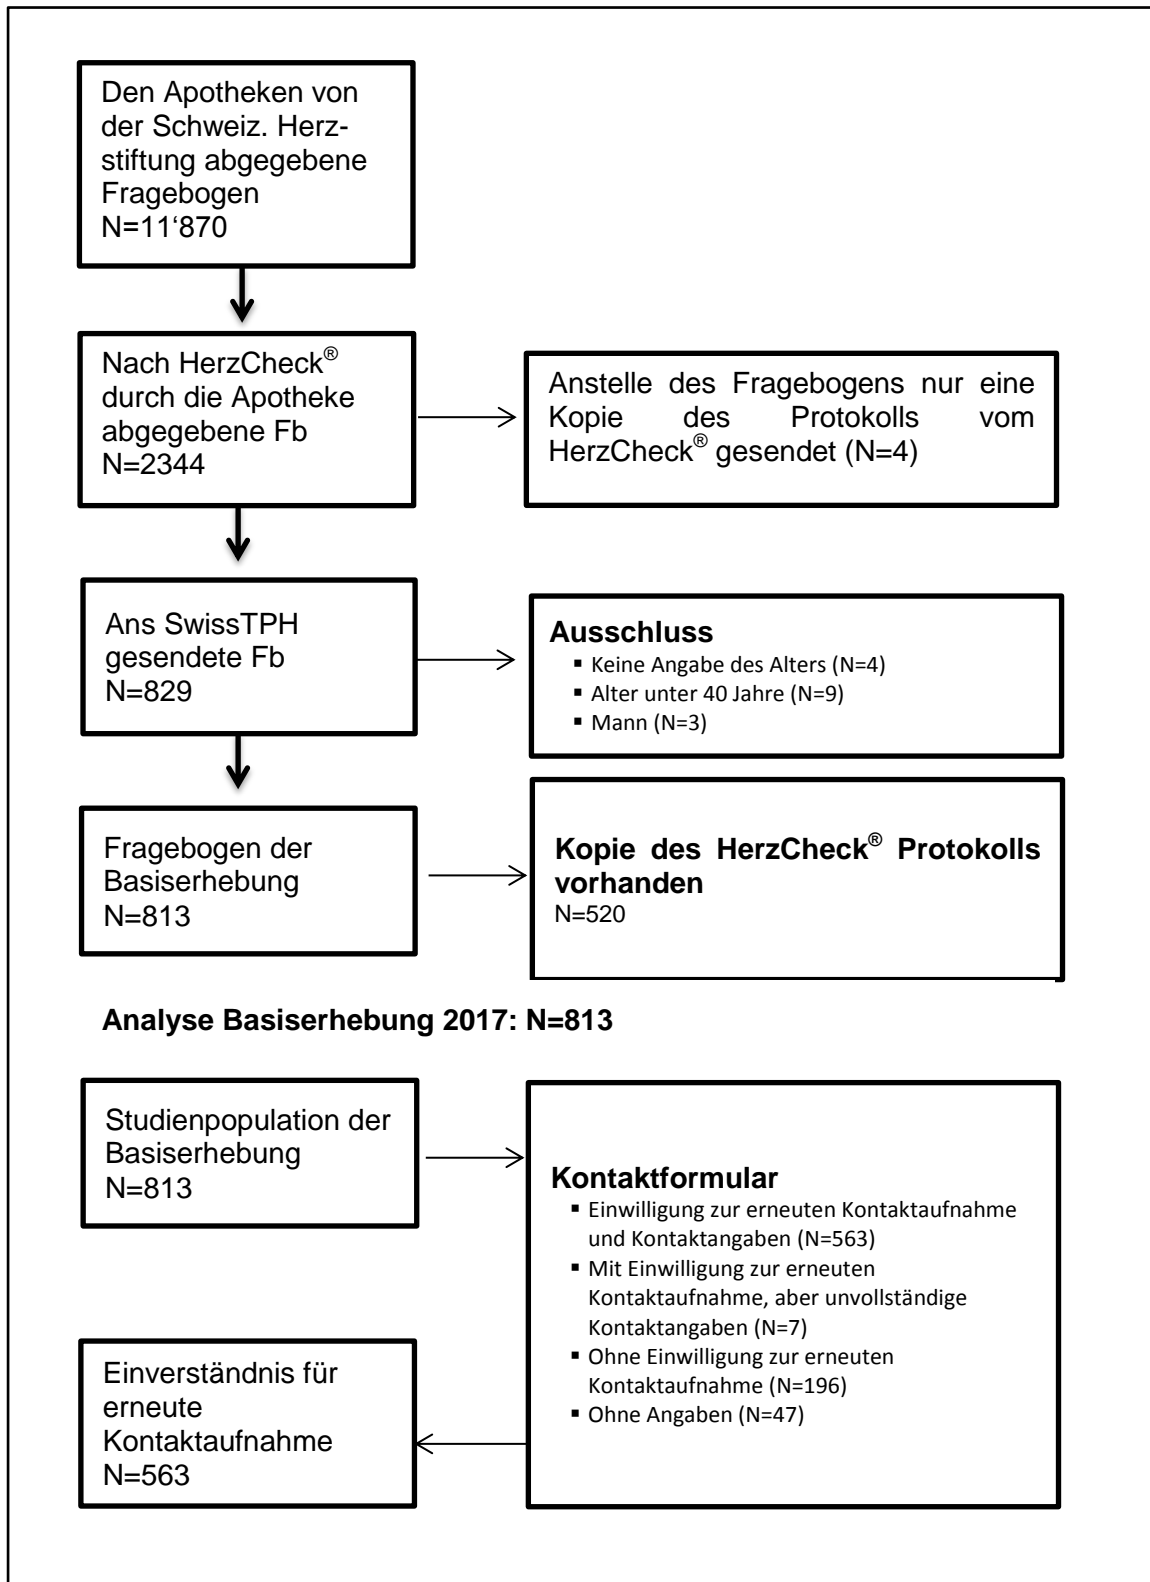 Den Apotheken von
der Schweiz. Herz-
stiftung abgegebene
Fragebogen
N=11‘870
Nach HerzCheck®
durch die Apotheke
abgegebene Fb
N=2344
Anstelle des Fragebogens nur eine
Kopie des Protokolls vom
HerzCheck® gesendet (N=4)
Ans SwissTPH
gesendete Fb
N=829
Ausschluss
▪ Keine Angabe des Alters (N=4)
▪ Alter unter 40 Jahre (N=9)
▪ Mann (N=3)
Fragebogen der
Basiserhebung
N=813
Kopie des HerzCheck® Protokolls
vorhanden
N=520
Analyse Basiserhebung 2017: N=813
Studienpopulation der
Basiserhebung
N=813
Kontaktformular
▪ Einwilligung zur erneuten Kontaktaufnahme
und Kontaktangaben (N=563)
▪ Mit Einwilligung zur erneuten
Kontaktaufnahme, aber unvollständige
Kontaktangaben (N=7)
▪ Ohne Einwilligung zur erneuten
Kontaktaufnahme (N=196)
▪ Ohne Angaben (N=47)
Einverständnis für
erneute
Kontaktaufnahme
N=563